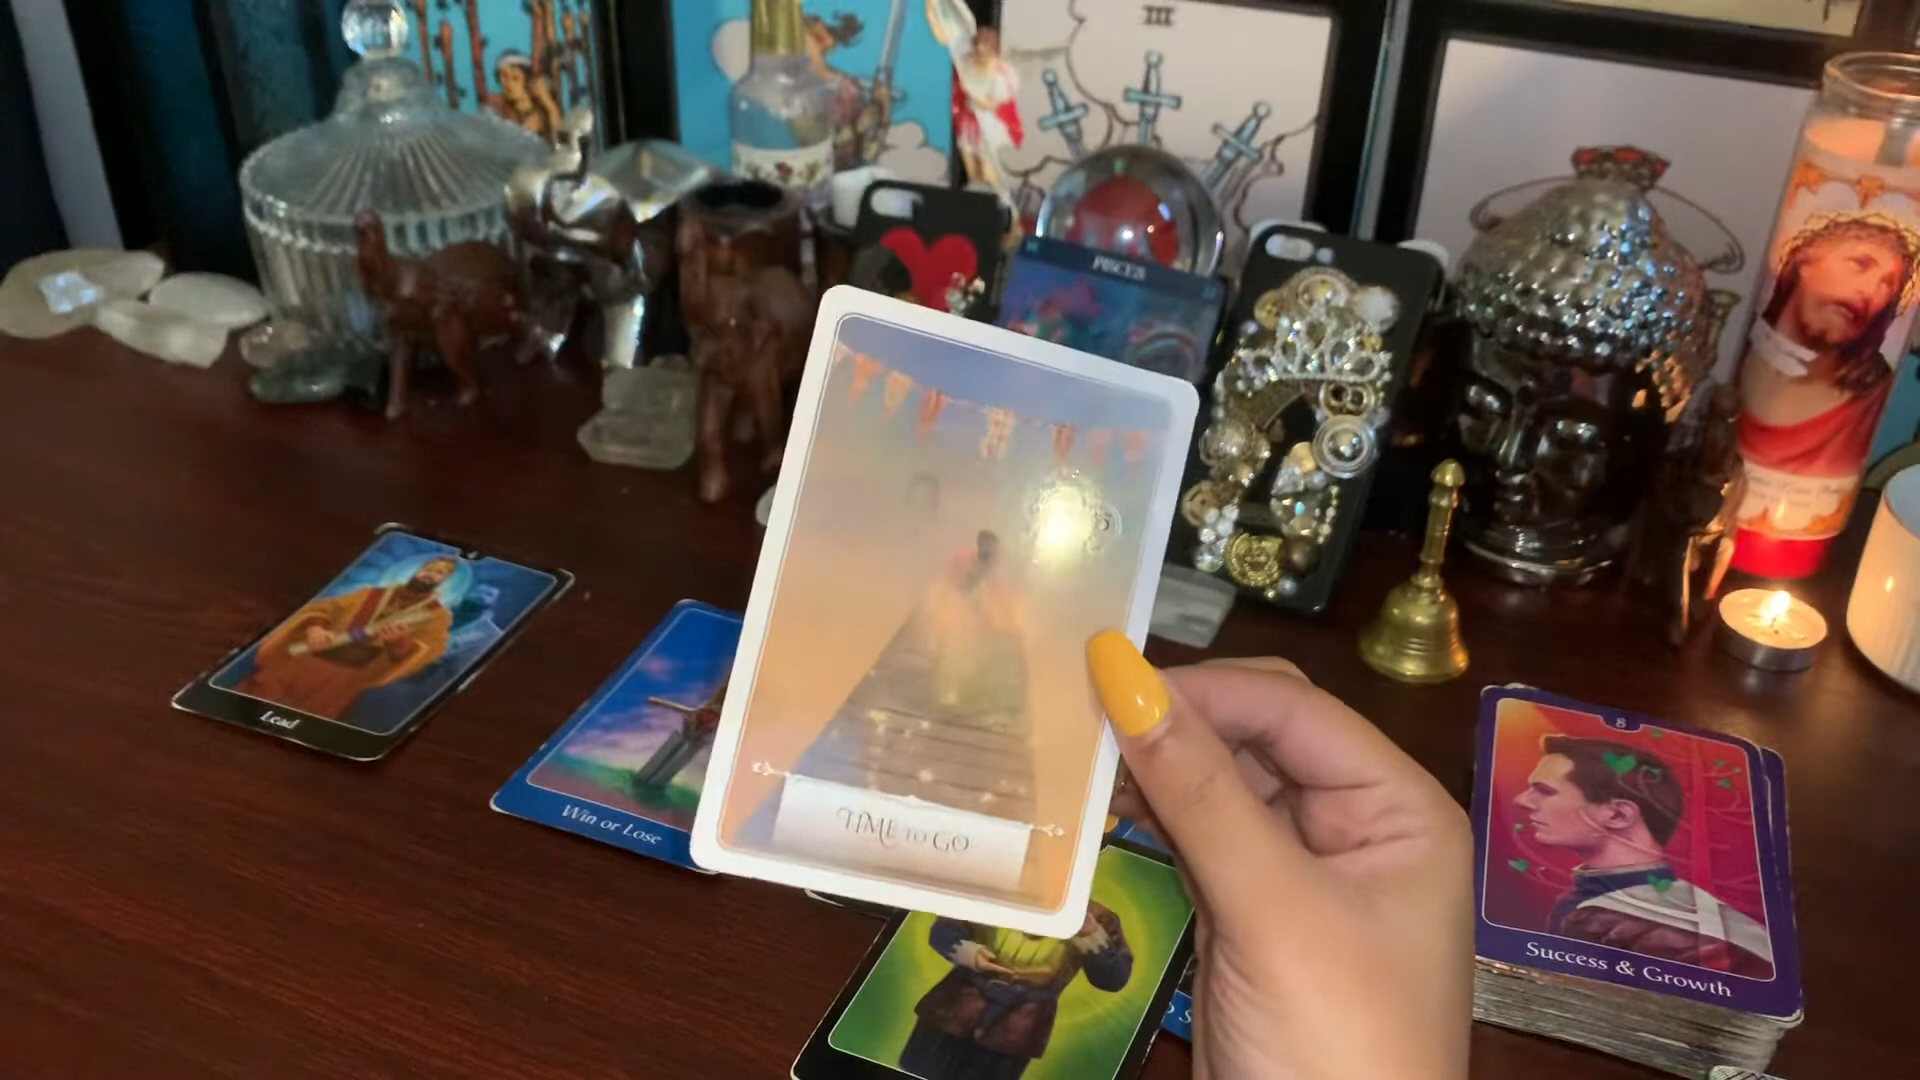 III
PISCES
Lead
Win or Lose
TIME TO GO
8
Success & Growth